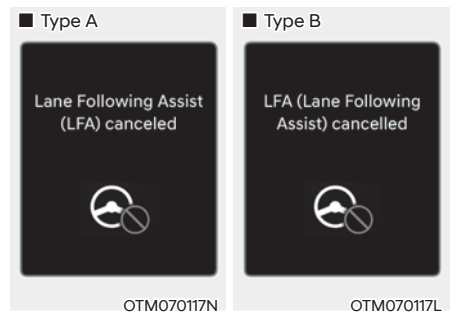 ■ Type A
Lane Following Assist
(LFA) canceled
OTM070117N
■ Type B
LFA (Lane Following
Assist) cancelled
OTM070117L